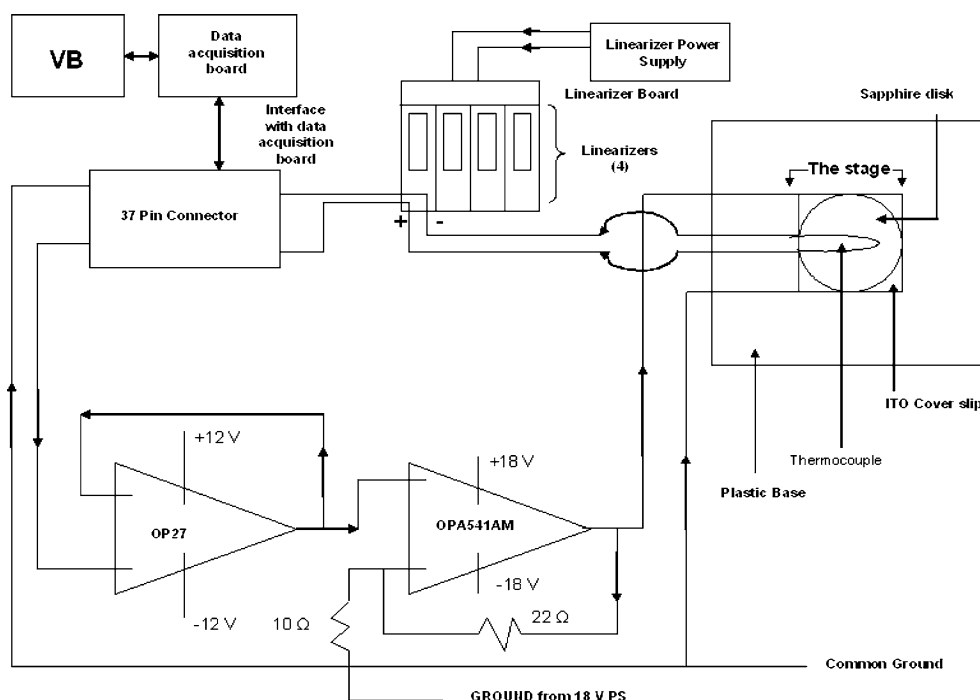 VB
Data
acquisition
board
Linearizer Power
Supply
Linearizer Board
Sapphire disk
Interface
with data
acquisition
board
Linearizers
(4)
The stage
37 Pin Connector
+ -
ITO Cover slip
+12 V
+18 V
Thermocouple
Plastic Base
OP27
OPA541AM
-12 V
-18 V
10 Ω
22 Ω
Common Ground
GROUND from 18 V PS